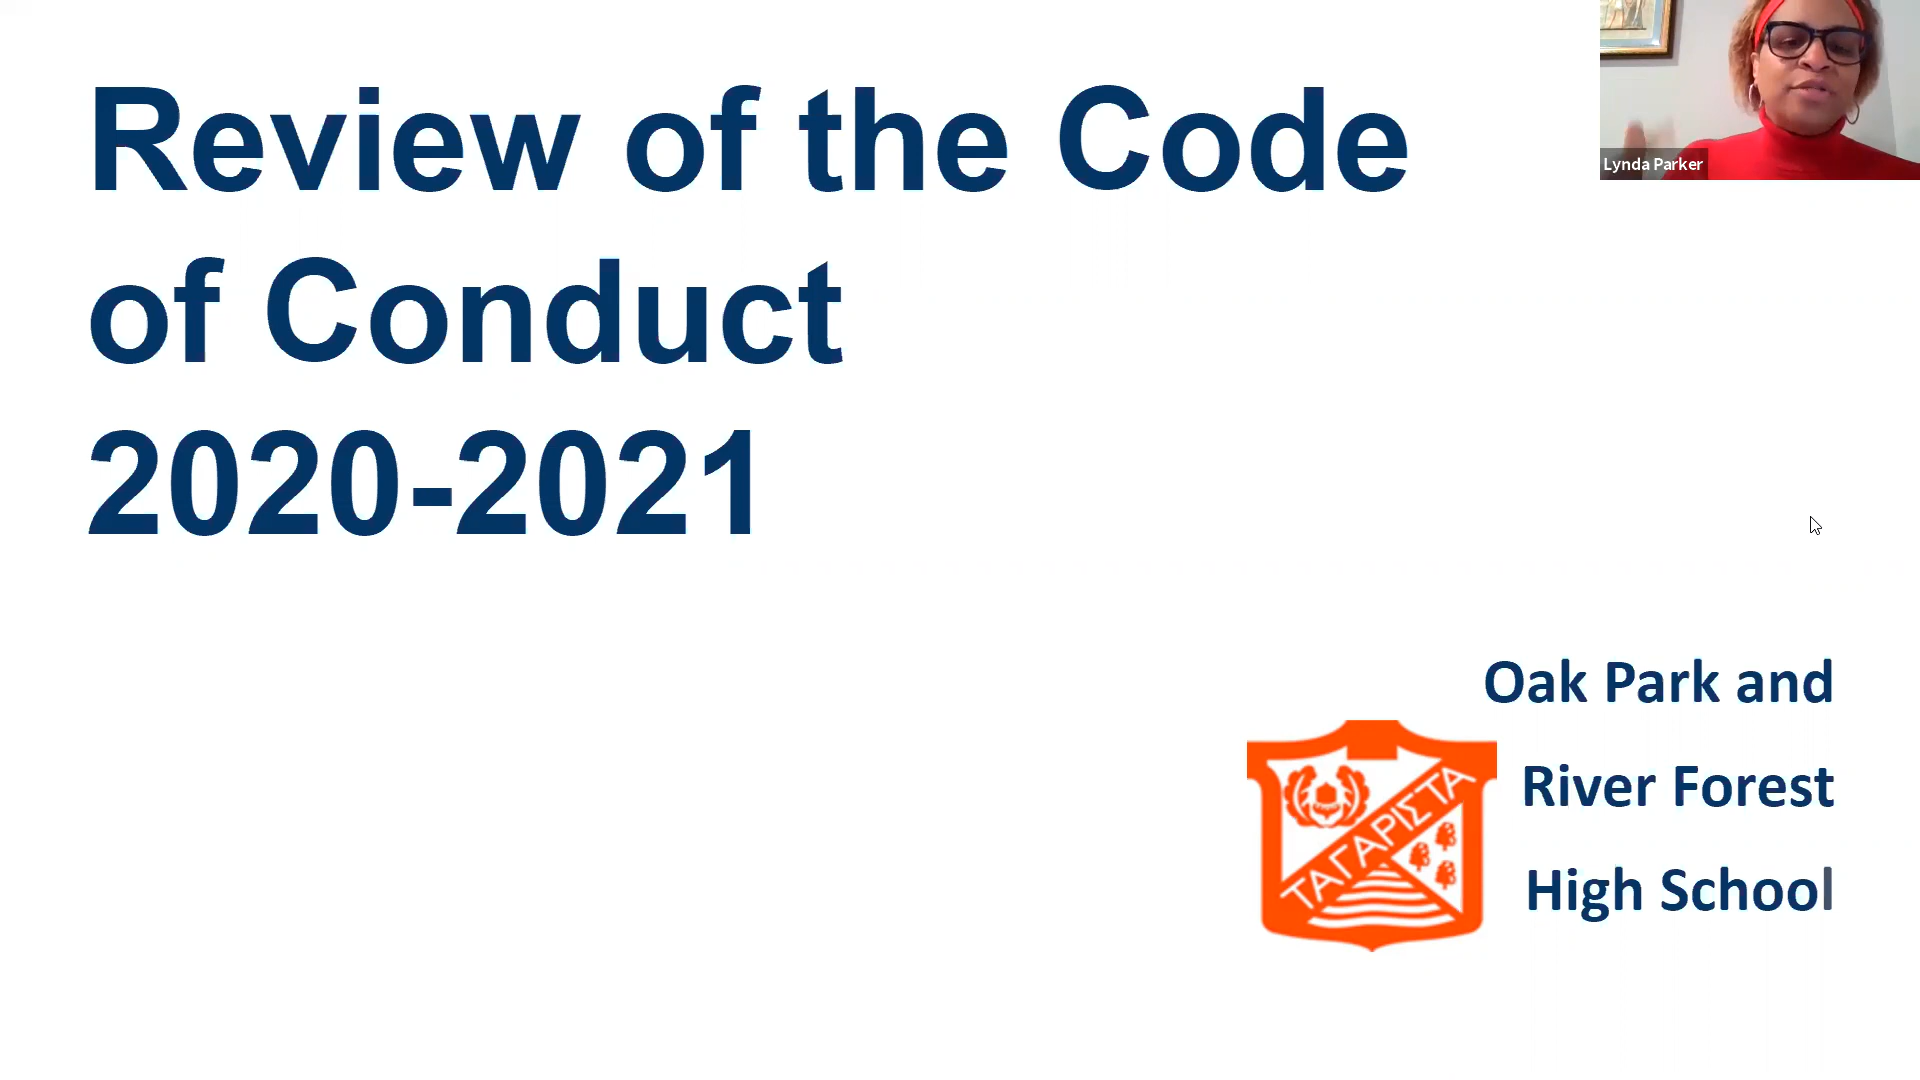 Review of the Code
of Conduct
2020-2021
Lynda Parker
Oak Park and
River Forest
High School
ΤΑΓΑΡΙΣΤΑ